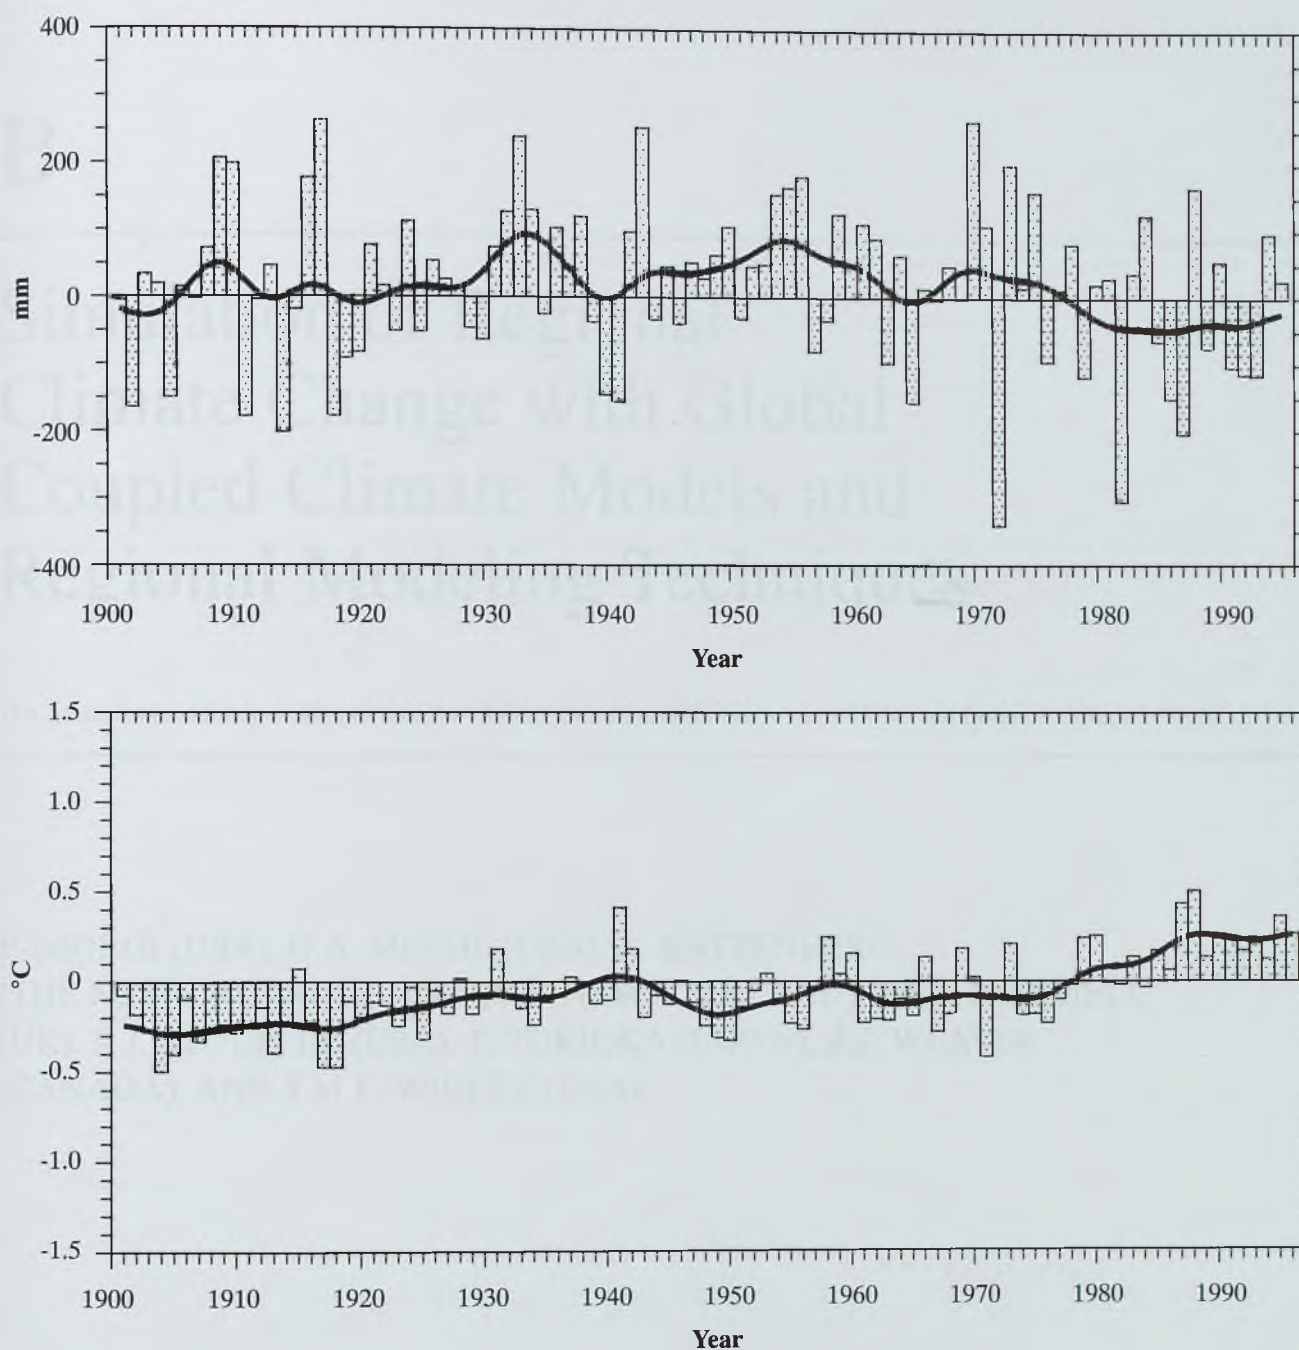 400
200
0
-200
-400
mm
1900 1910 1920 1930 1940 1950 1960 1970 1980 1990
Year
Simulation of Regional
Climate Change with Global
Coupled Climate Models and
Regional Modeling Techniques
1.5
1.0
0.5
0
-0.5
-1.0
-1.5
°C
1900 1910 1920 1930 1940 1950 1960 1970 1980 1990
Year